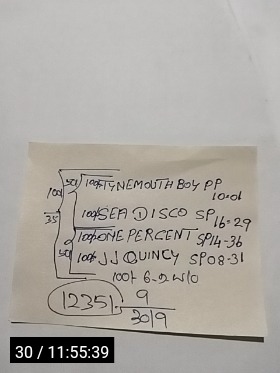 100/ TYNEMOUTH BOY PP
10=01
50/
100/ 100/ SEA DISCO SP 16=29
35
100/ ONE PERCENT SP 14-36
50/ 100/ JJ QUINCY SP 08-31
100/ 6-2 W/O
12351. 9
3019
30 / 11:55:39